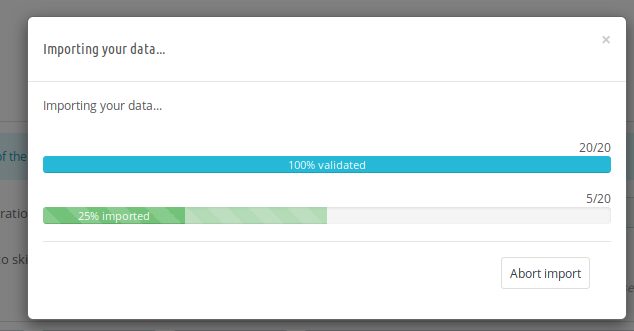 Importing your data...
×
Importing your data...
20/20
of the
100% validated
5/20
ratio
25% imported
to ski
Abort import